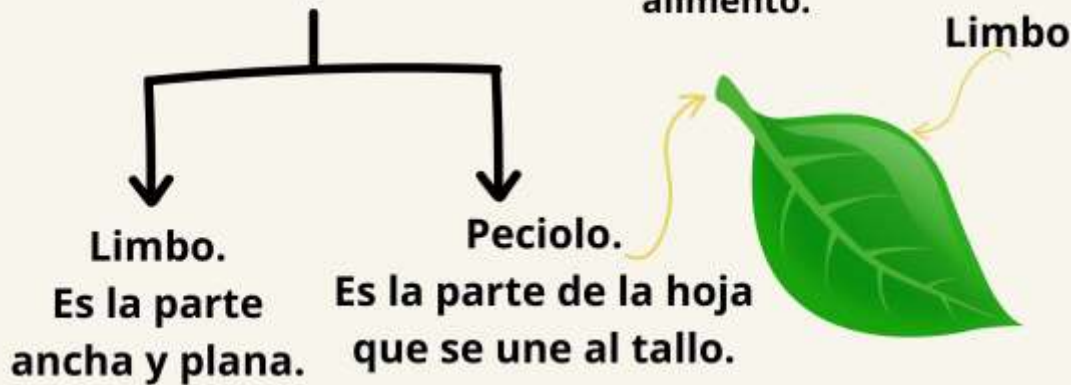 alimento.
Limbo
Limbo.
Es la parte
ancha y plana.
Peciolo.
Es la parte de la hoja
que se une al tallo.